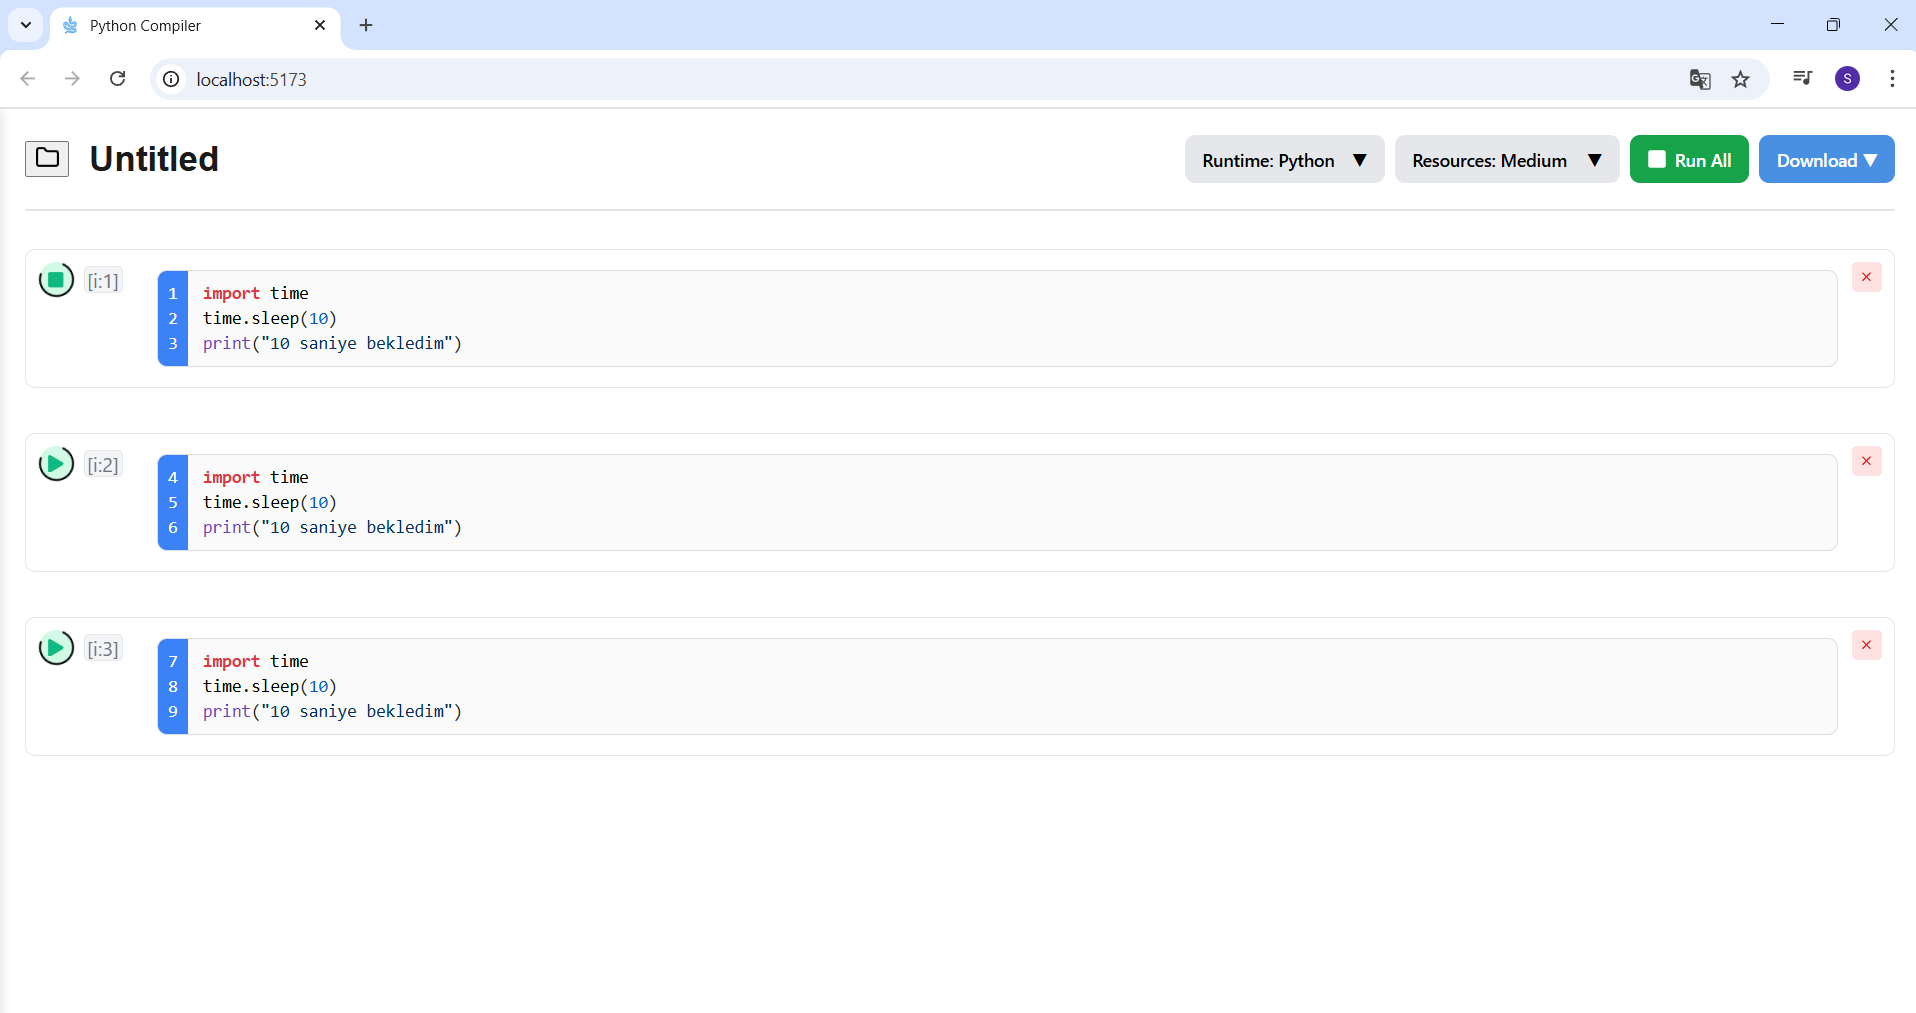 Python Compiler
localhost:5173
S
Untitled
Runtime: Python ▼
Resources: Medium ▼
Run All
Download ▼
[i:1]
1 import time
2 time.sleep(10)
3 print("10 saniye bekledim")
[i:2]
4 import time
5 time.sleep(10)
6 print("10 saniye bekledim")
[i:3]
7 import time
8 time.sleep(10)
9 print("10 saniye bekledim")